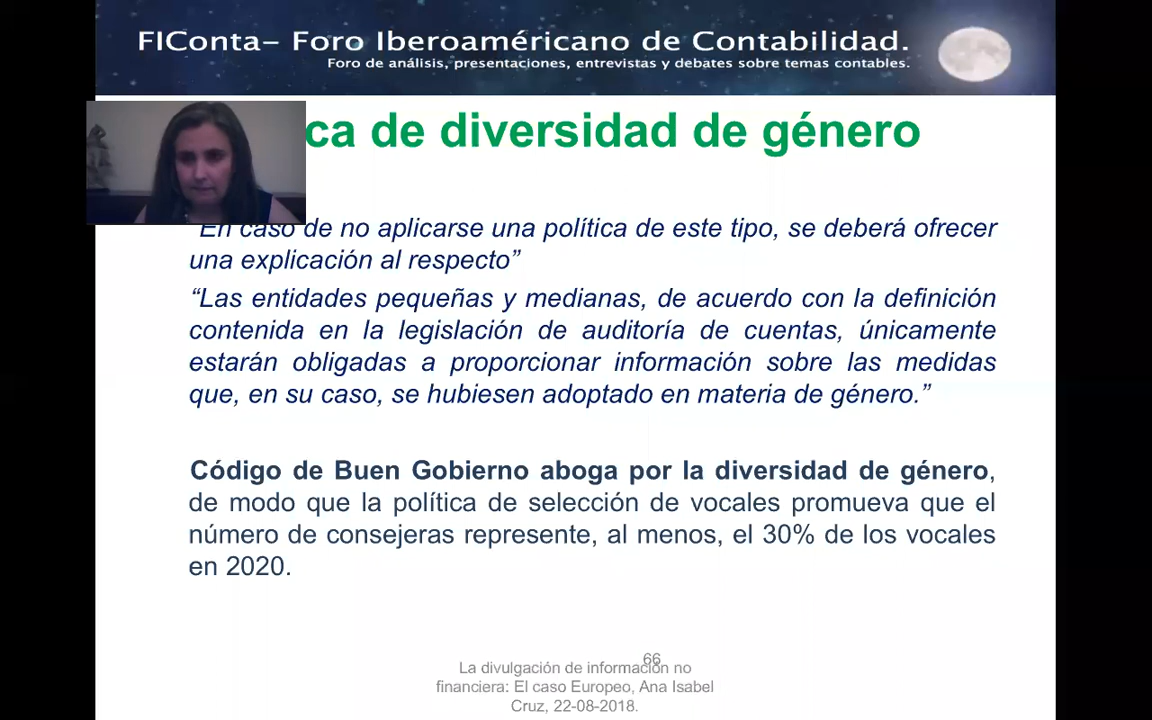 FIConta– Foro Iberoaméricano de Contabilidad.
Foro de análisis, presentaciones, entrevistas y debates sobre temas contables.
ca de diversidad de género
En caso de no aplicarse una política de este tipo, se deberá ofrecer
una explicación al respecto”
“Las entidades pequeñas y medianas, de acuerdo con la definición
contenida en la legislación de auditoría de cuentas, únicamente
estarán obligadas a proporcionar información sobre las medidas
que, en su caso, se hubiesen adoptado en materia de género.”
Código de Buen Gobierno aboga por la diversidad de género,
de modo que la política de selección de vocales promueva que el
número de consejeras represente, al menos, el 30% de los vocales
en 2020.
66
La divulgación de información no
financiera: El caso Europeo, Ana Isabel
Cruz, 22-08-2018.